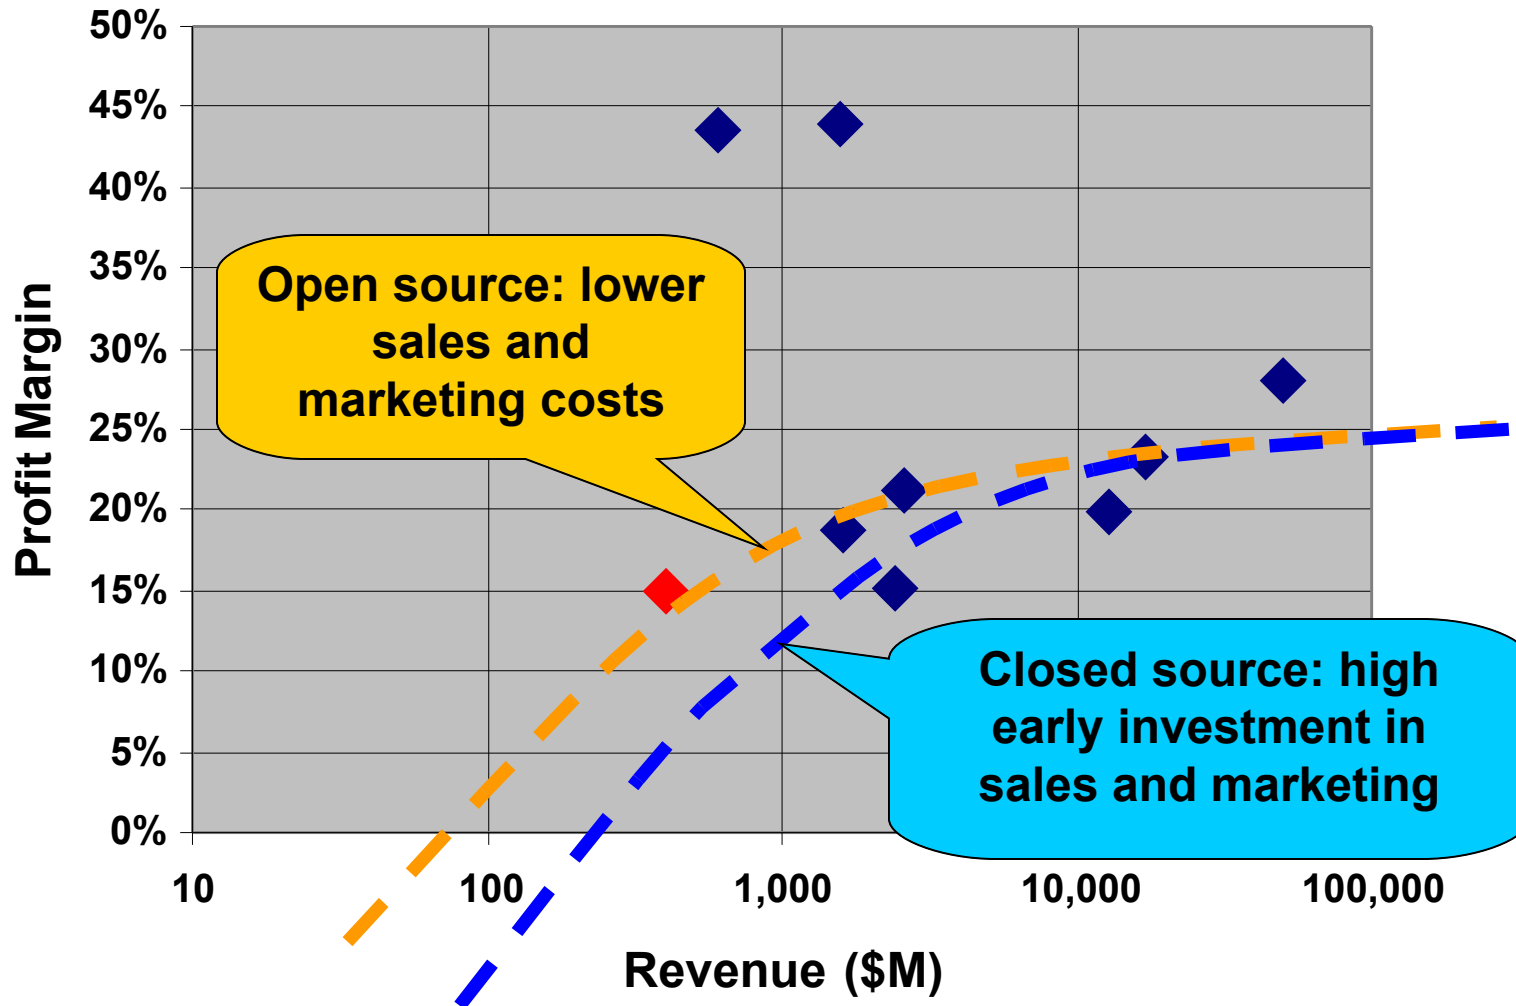 50%
45%
40%
35%
30%
25%
20%
15%
10%
5%
0%
Profit Margin
Open source: lower
sales and
marketing costs
Closed source: high
early investment in
sales and marketing
10
100
1,000
10,000
100,000
Revenue ($M)